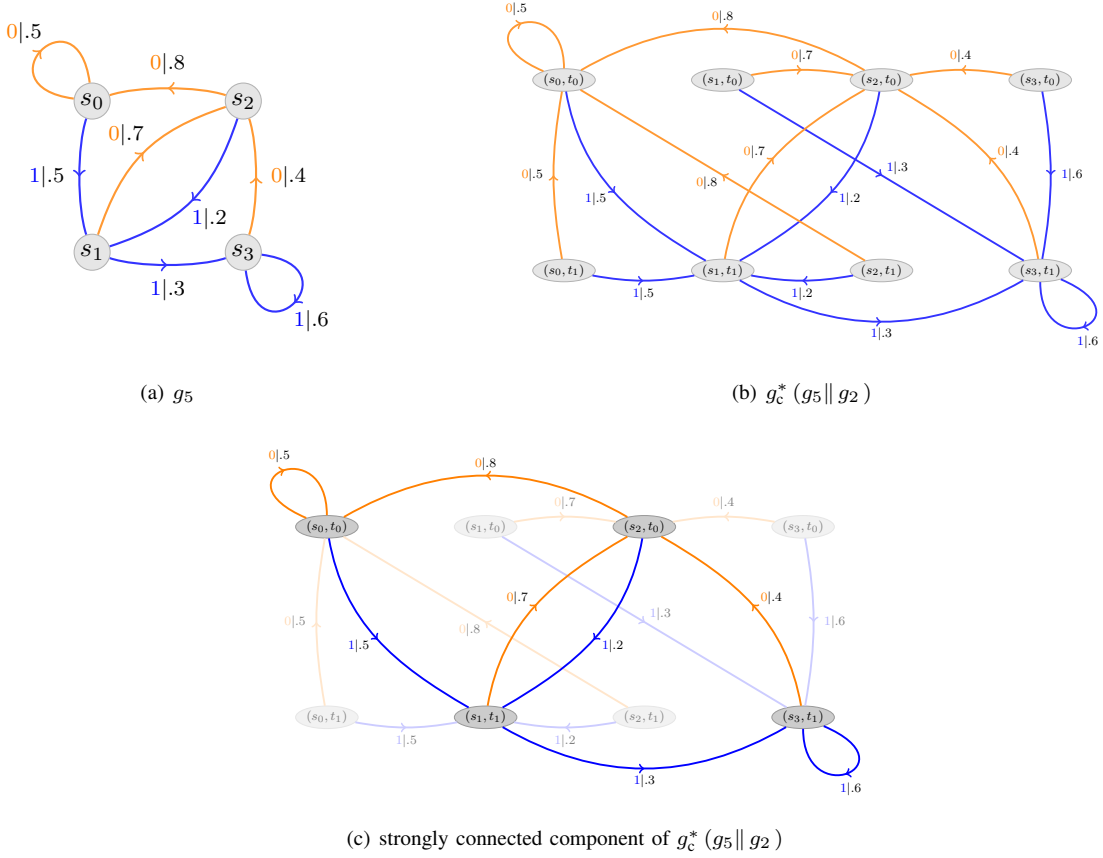 0|.5
0|.8
s₀
s₂
0|.7
1|.5
0|.4
1|.2
s₁
s₃
1|.3
1|.6
(a) g₅
0|.5
0|.8
0|.7
0|.4
(s₀, t₀)
(s₁, t₀)
(s₂, t₀)
(s₃, t₀)
0|.7
0|.4
1|.3
1|.6
0|.5
1|.5
0|.8
1|.2
(s₀, t₁)
(s₁, t₁)
(s₂, t₁)
(s₃, t₁)
1|.5
1|.2
1|.3
1|.6
(b) g*c (g₅‖ g₂)
0|.5
0|.8
0|.7
0|.4
(s₀, t₀)
(s₁, t₀)
(s₂, t₀)
(s₃, t₀)
0|.7
0|.4
1|.3
1|.6
0|.5
1|.5
0|.8
1|.2
(s₀, t₁)
(s₁, t₁)
(s₂, t₁)
(s₃, t₁)
1|.5
1|.2
1|.3
1|.6
(c) strongly connected component of g*c (g₅‖ g₂)